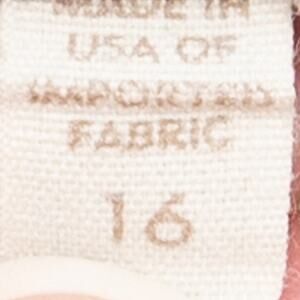 MADE IN
USA OF
IMPORTED
FABRIC
16